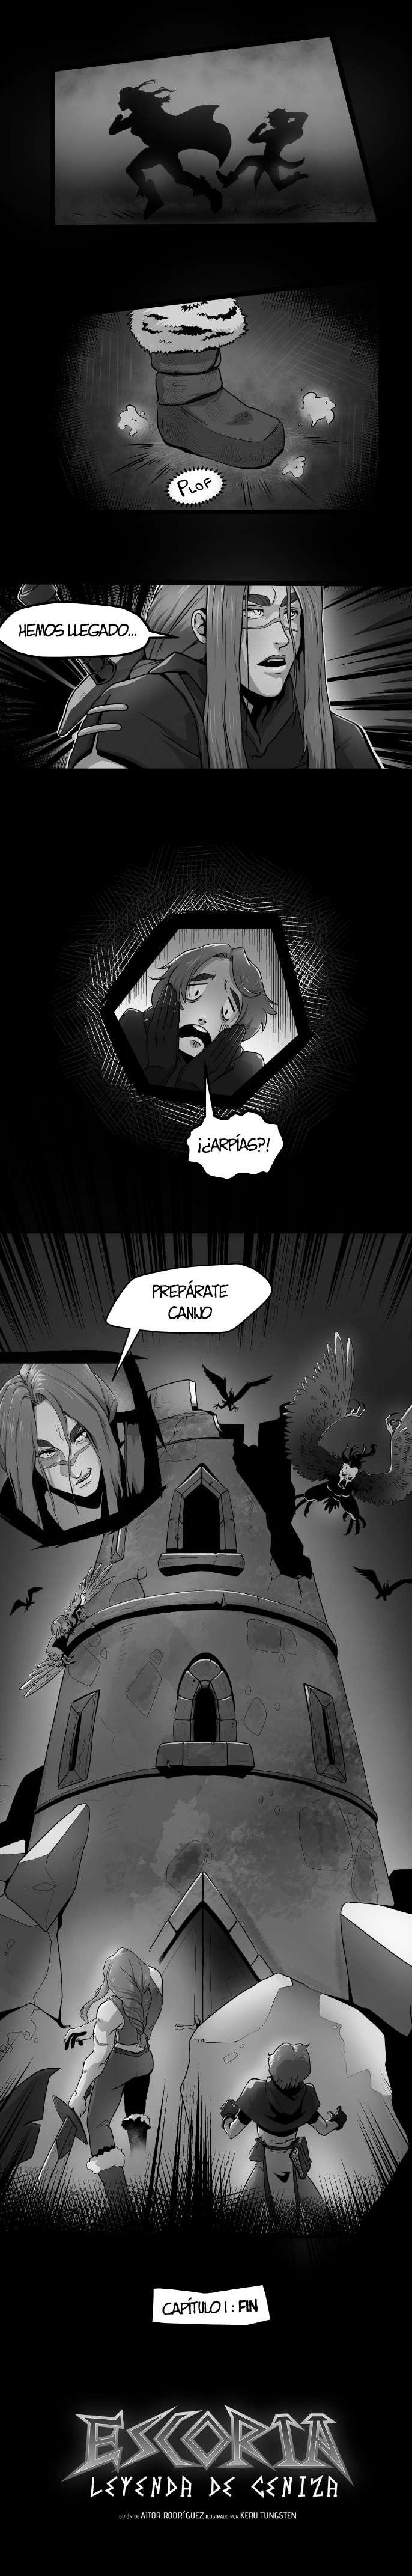 PLOF
HEMOS LLEGADO...
¡¿ARPÍAS?!
PREPÁRATE
CANIJO
CAPÍTULO 1 : FIN
ESCORIA
LEYENDA DE CENIZA
GUIÓN DE AITOR RODRÍGUEZ ILUSTRADO POR KERU TUNGSTEN